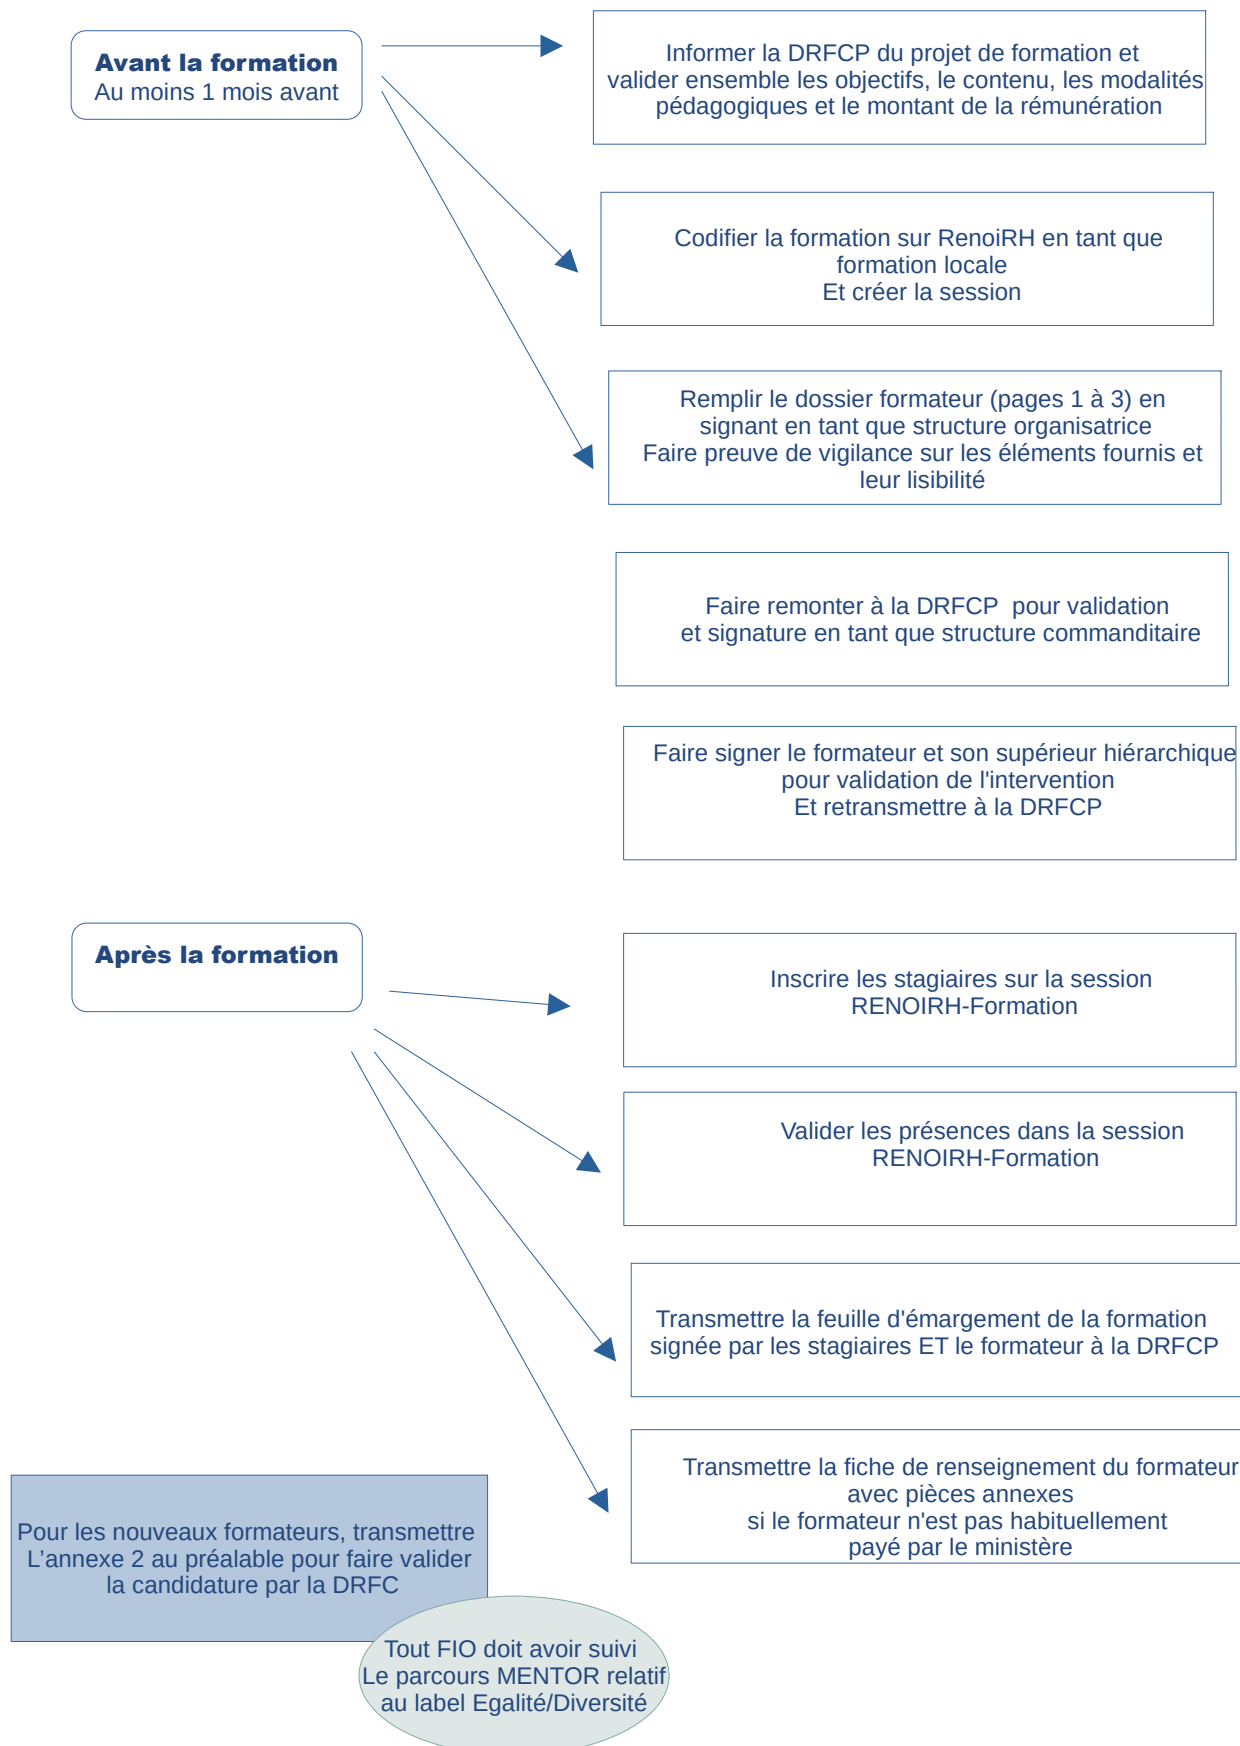 Avant la formation
Au moins 1 mois avant
Informer la DRFCP du projet de formation et
valider ensemble les objectifs, le contenu, les modalités
pédagogiques et le montant de la rémunération
Codifier la formation sur RenoiRH en tant que
formation locale
Et créer la session
Remplir le dossier formateur (pages 1 à 3) en
signant en tant que structure organisatrice
Faire preuve de vigilance sur les éléments fournis et
leur lisibilité
Faire remonter à la DRFCP pour validation
et signature en tant que structure commanditaire
Faire signer le formateur et son supérieur hiérarchique
pour validation de l'intervention
Et retransmettre à la DRFCP
Après la formation
Inscrire les stagiaires sur la session
RENOIRH-Formation
Valider les présences dans la session
RENOIRH-Formation
Transmettre la feuille d'émargement de la formation
signée par les stagiaires ET le formateur à la DRFCP
Transmettre la fiche de renseignement du formateur
avec pièces annexes
si le formateur n'est pas habituellement
payé par le ministère
Pour les nouveaux formateurs, transmettre
L’annexe 2 au préalable pour faire valider
la candidature par la DRFC
Tout FIO doit avoir suivi
Le parcours MENTOR relatif
au label Egalité/Diversité